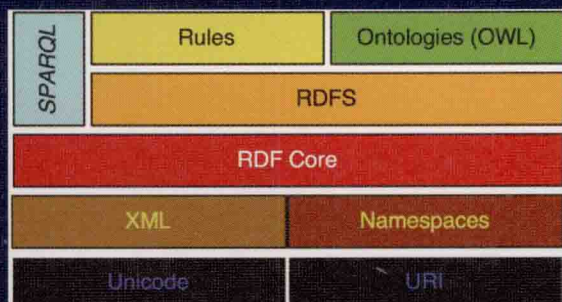 SPARQL
Rules
Ontologies (OWL)
RDFS
RDF Core
XML
Namespaces
Unicode
URI